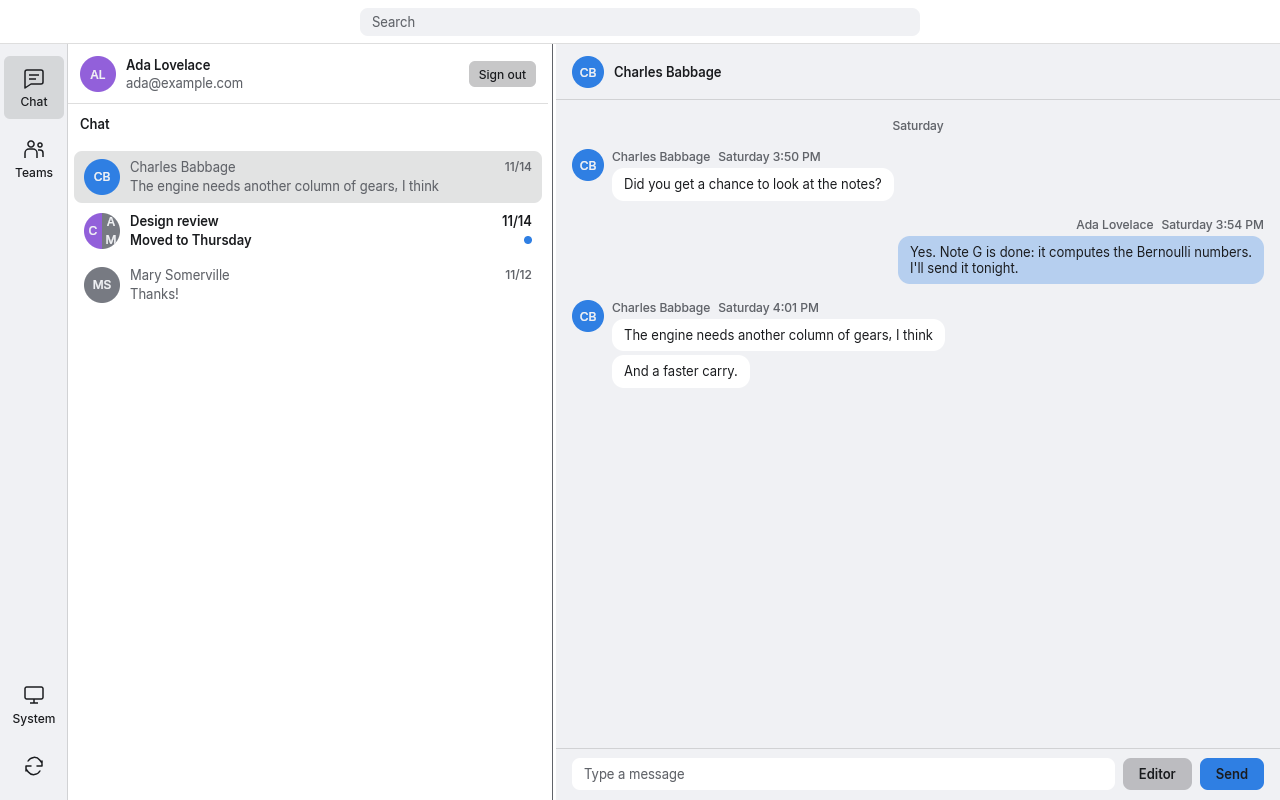 Search
Chat
Teams
System
AL
Ada Lovelace
ada@example.com
Sign out
Chat
CB
Charles Babbage
11/14
The engine needs another column of gears, I think
C
A
M
Design review
11/14
Moved to Thursday
MS
Mary Somerville
11/12
Thanks!
CB
Charles Babbage
Saturday
CB
Charles Babbage Saturday 3:50 PM
Did you get a chance to look at the notes?
Ada Lovelace Saturday 3:54 PM
Yes. Note G is done: it computes the Bernoulli numbers.
I'll send it tonight.
CB
Charles Babbage Saturday 4:01 PM
The engine needs another column of gears, I think
And a faster carry.
Type a message
Editor
Send